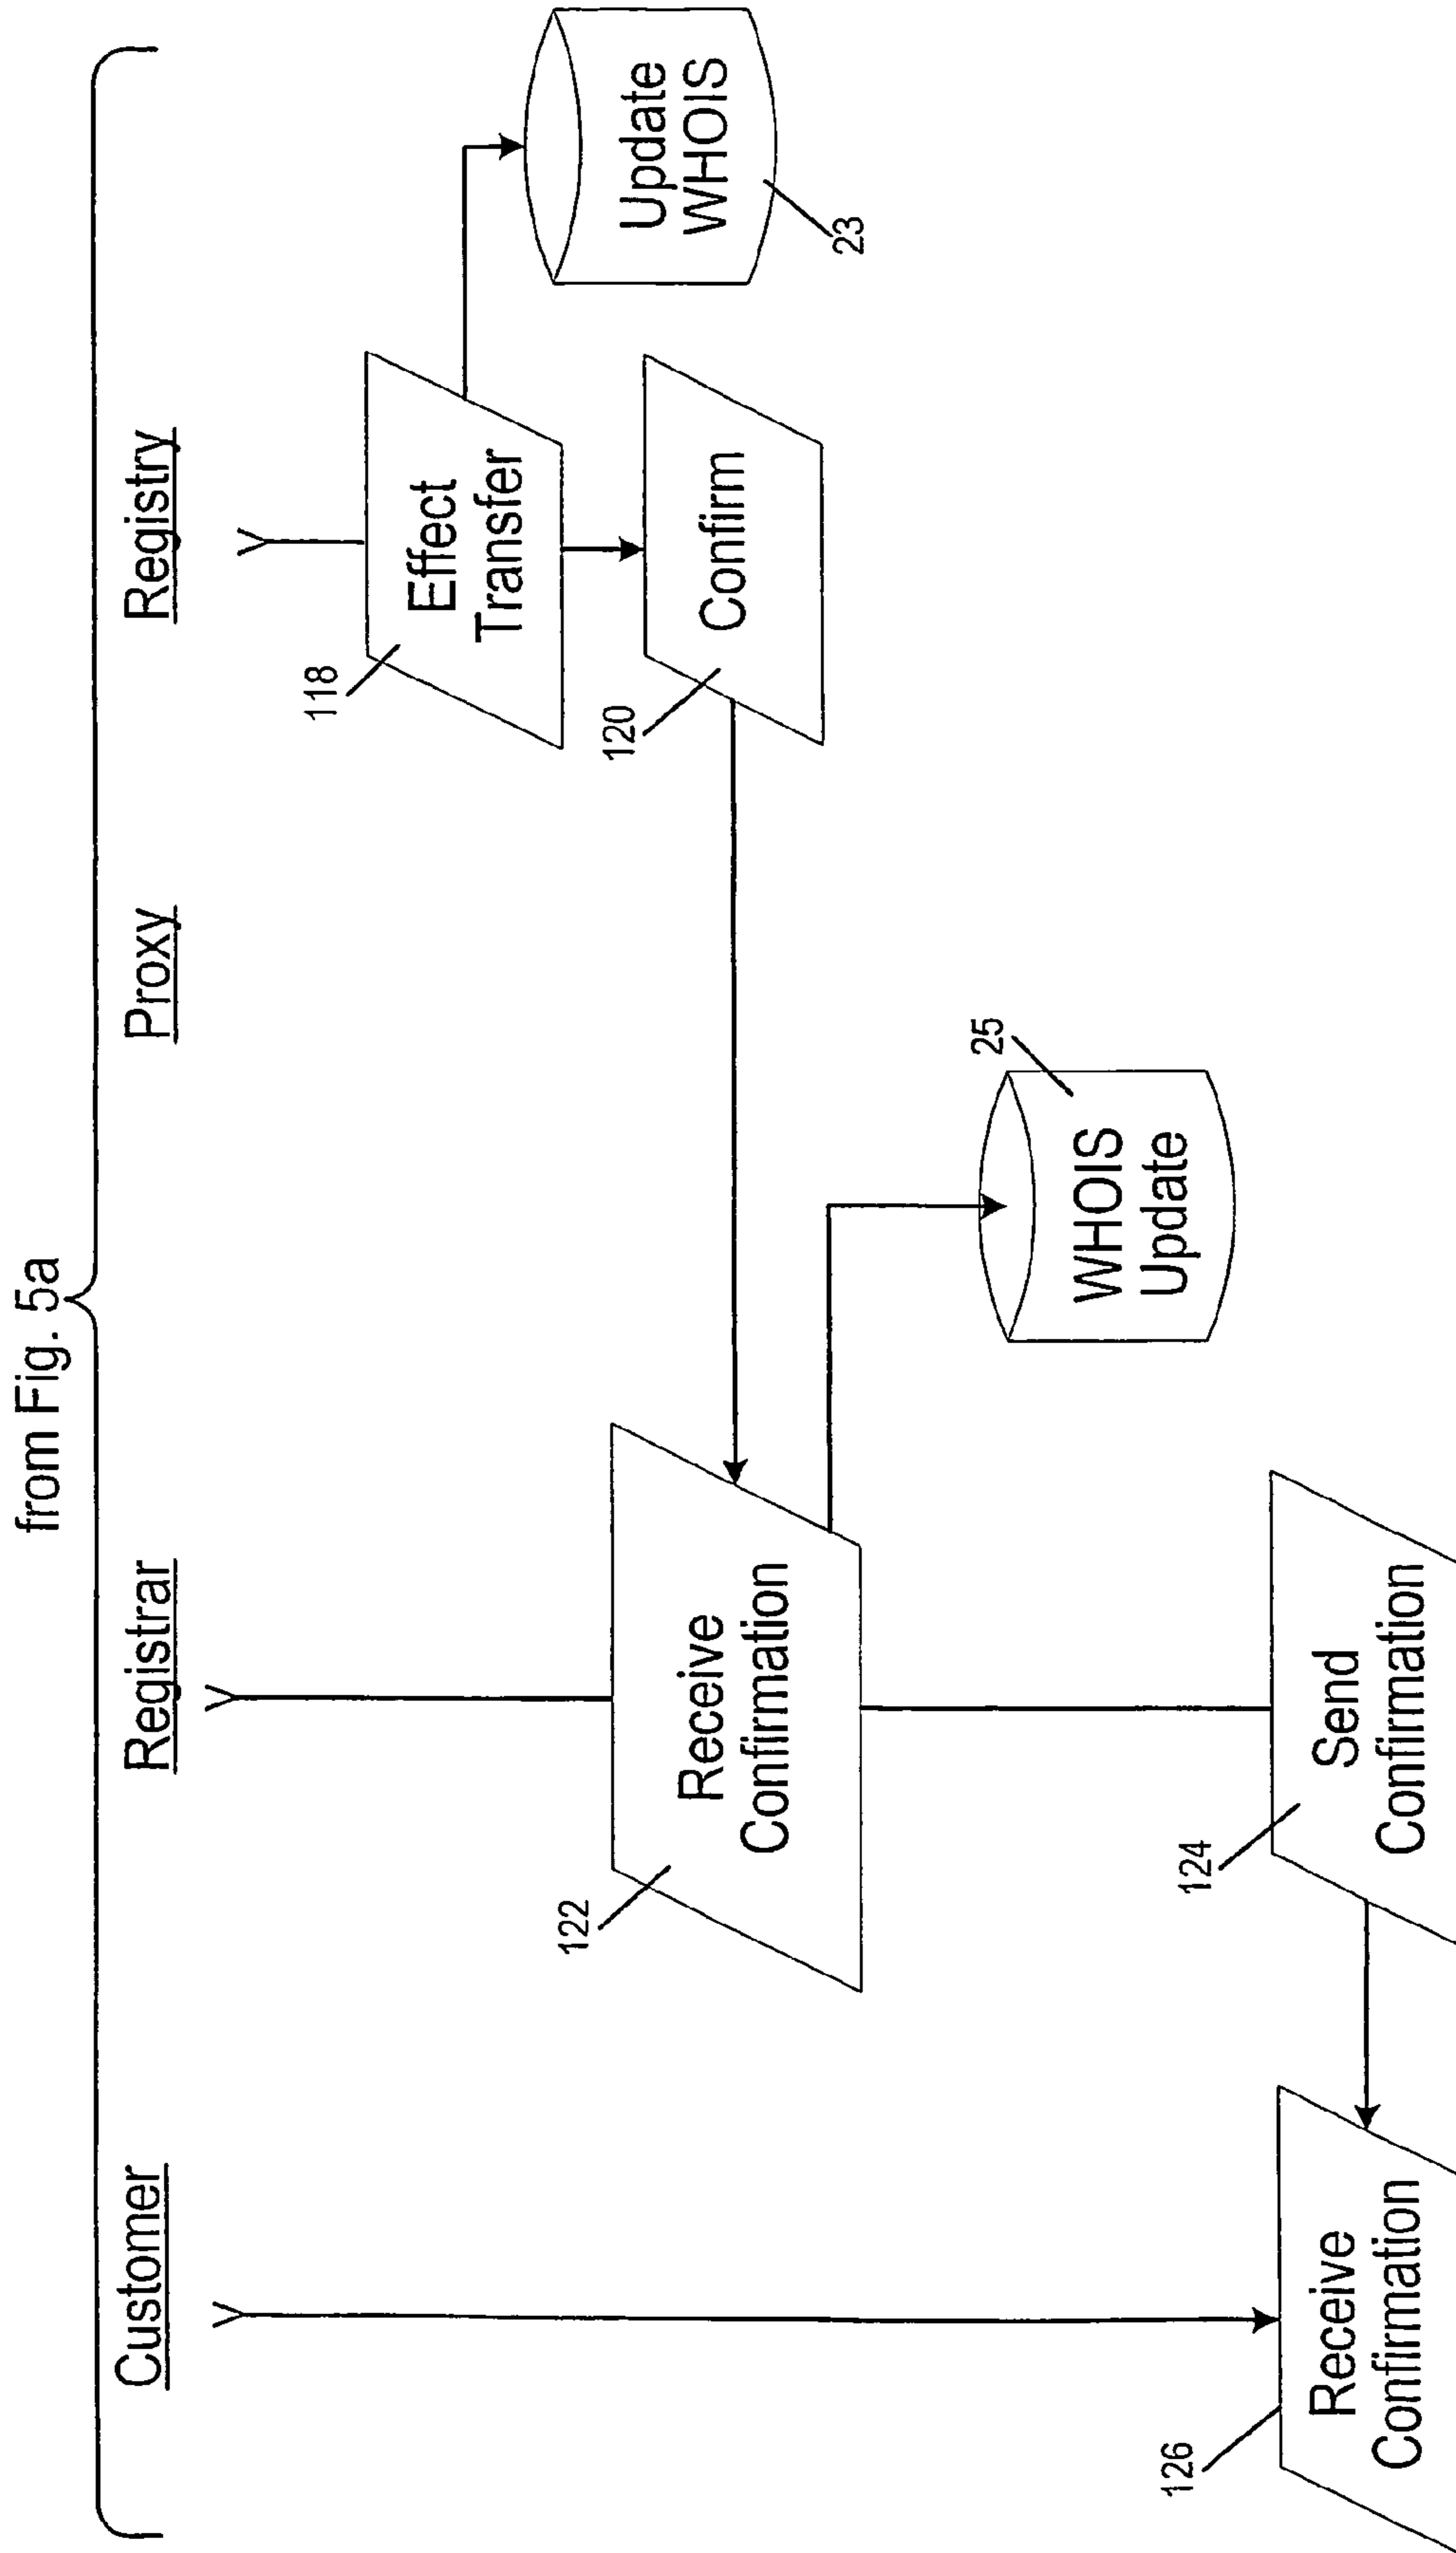 from Fig. 5a
Customer
Registrar
Proxy
Registry
118
Effect
Transfer
Update
WHOIS
23
120
Confirm
122
Receive
Confirmation
25
WHOIS
Update
124
Send
Confirmation
126
Receive
Confirmation